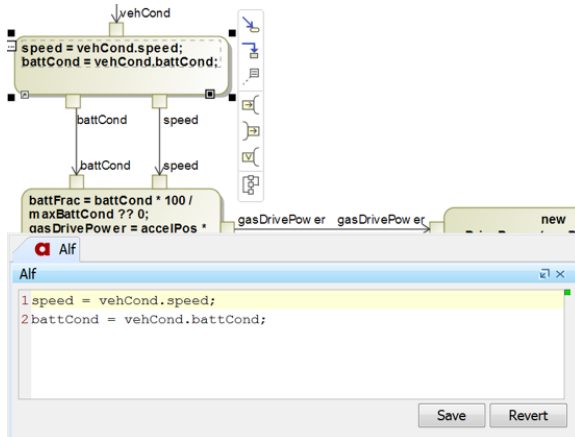 vehCond
speed = vehCond.speed;
battCond = vehCond.battCond;
battCond
speed
battCond
speed
battFrac = battCond * 100 /
maxBattCond ?? 0;
gasDrivePower = accelPos *
gasDrivePower
gasDrivePower
new
Alf
Alf
1 speed = vehCond.speed;
2 battCond = vehCond.battCond;
Save
Revert